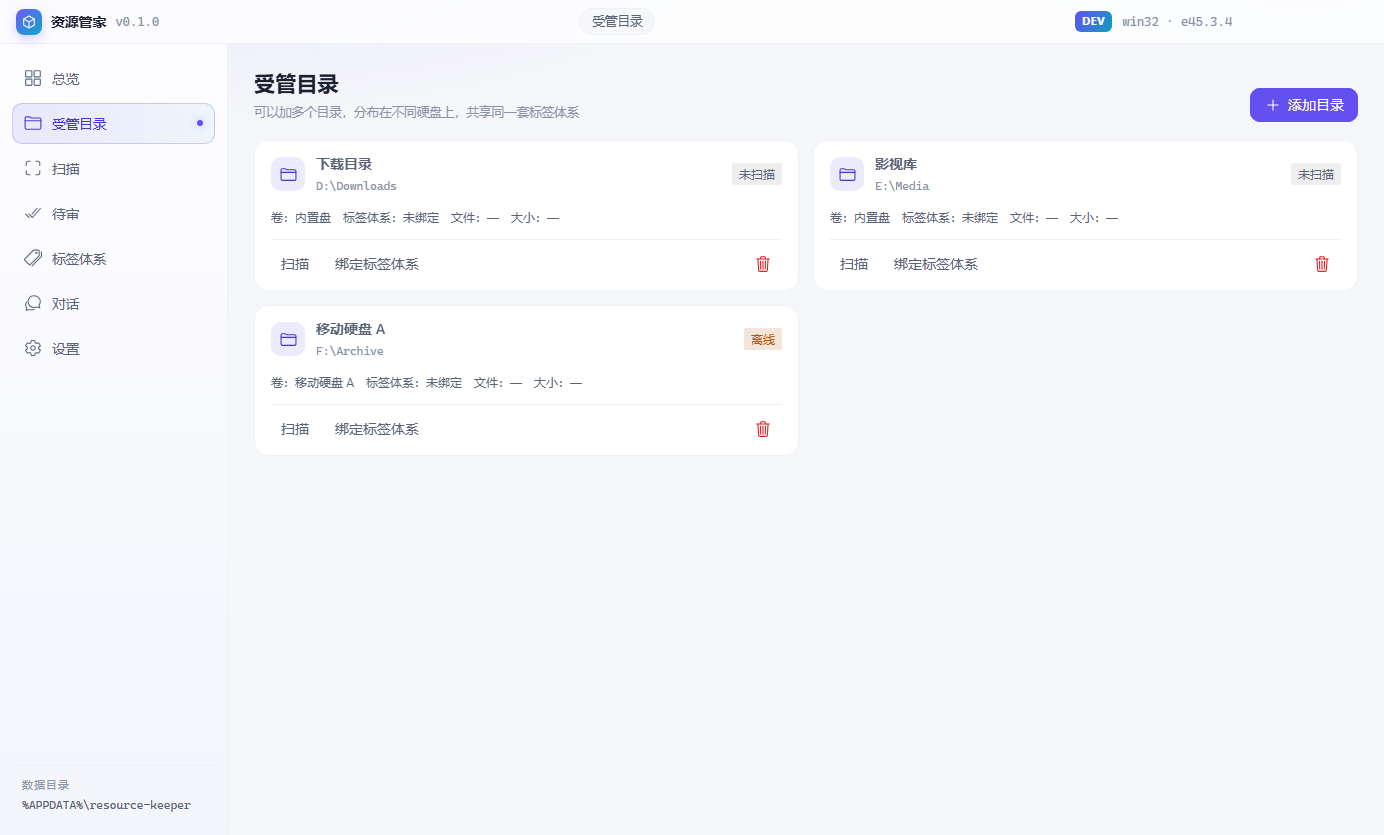 资源管家 v0.1.0
受管目录
DEV win32 · e45.3.4
总览
受管目录
扫描
待审
标签体系
对话
设置
数据目录
%APPDATA%\resource-keeper
受管目录
可以加多个目录，分布在不同硬盘上，共享同一套标签体系
添加目录
下载目录
D:\Downloads
未扫描
卷：内置盘 标签体系：未绑定 文件：— 大小：—
扫描 绑定标签体系
影视库
E:\Media
未扫描
卷：内置盘 标签体系：未绑定 文件：— 大小：—
扫描 绑定标签体系
移动硬盘 A
F:\Archive
离线
卷：移动硬盘 A 标签体系：未绑定 文件：— 大小：—
扫描 绑定标签体系